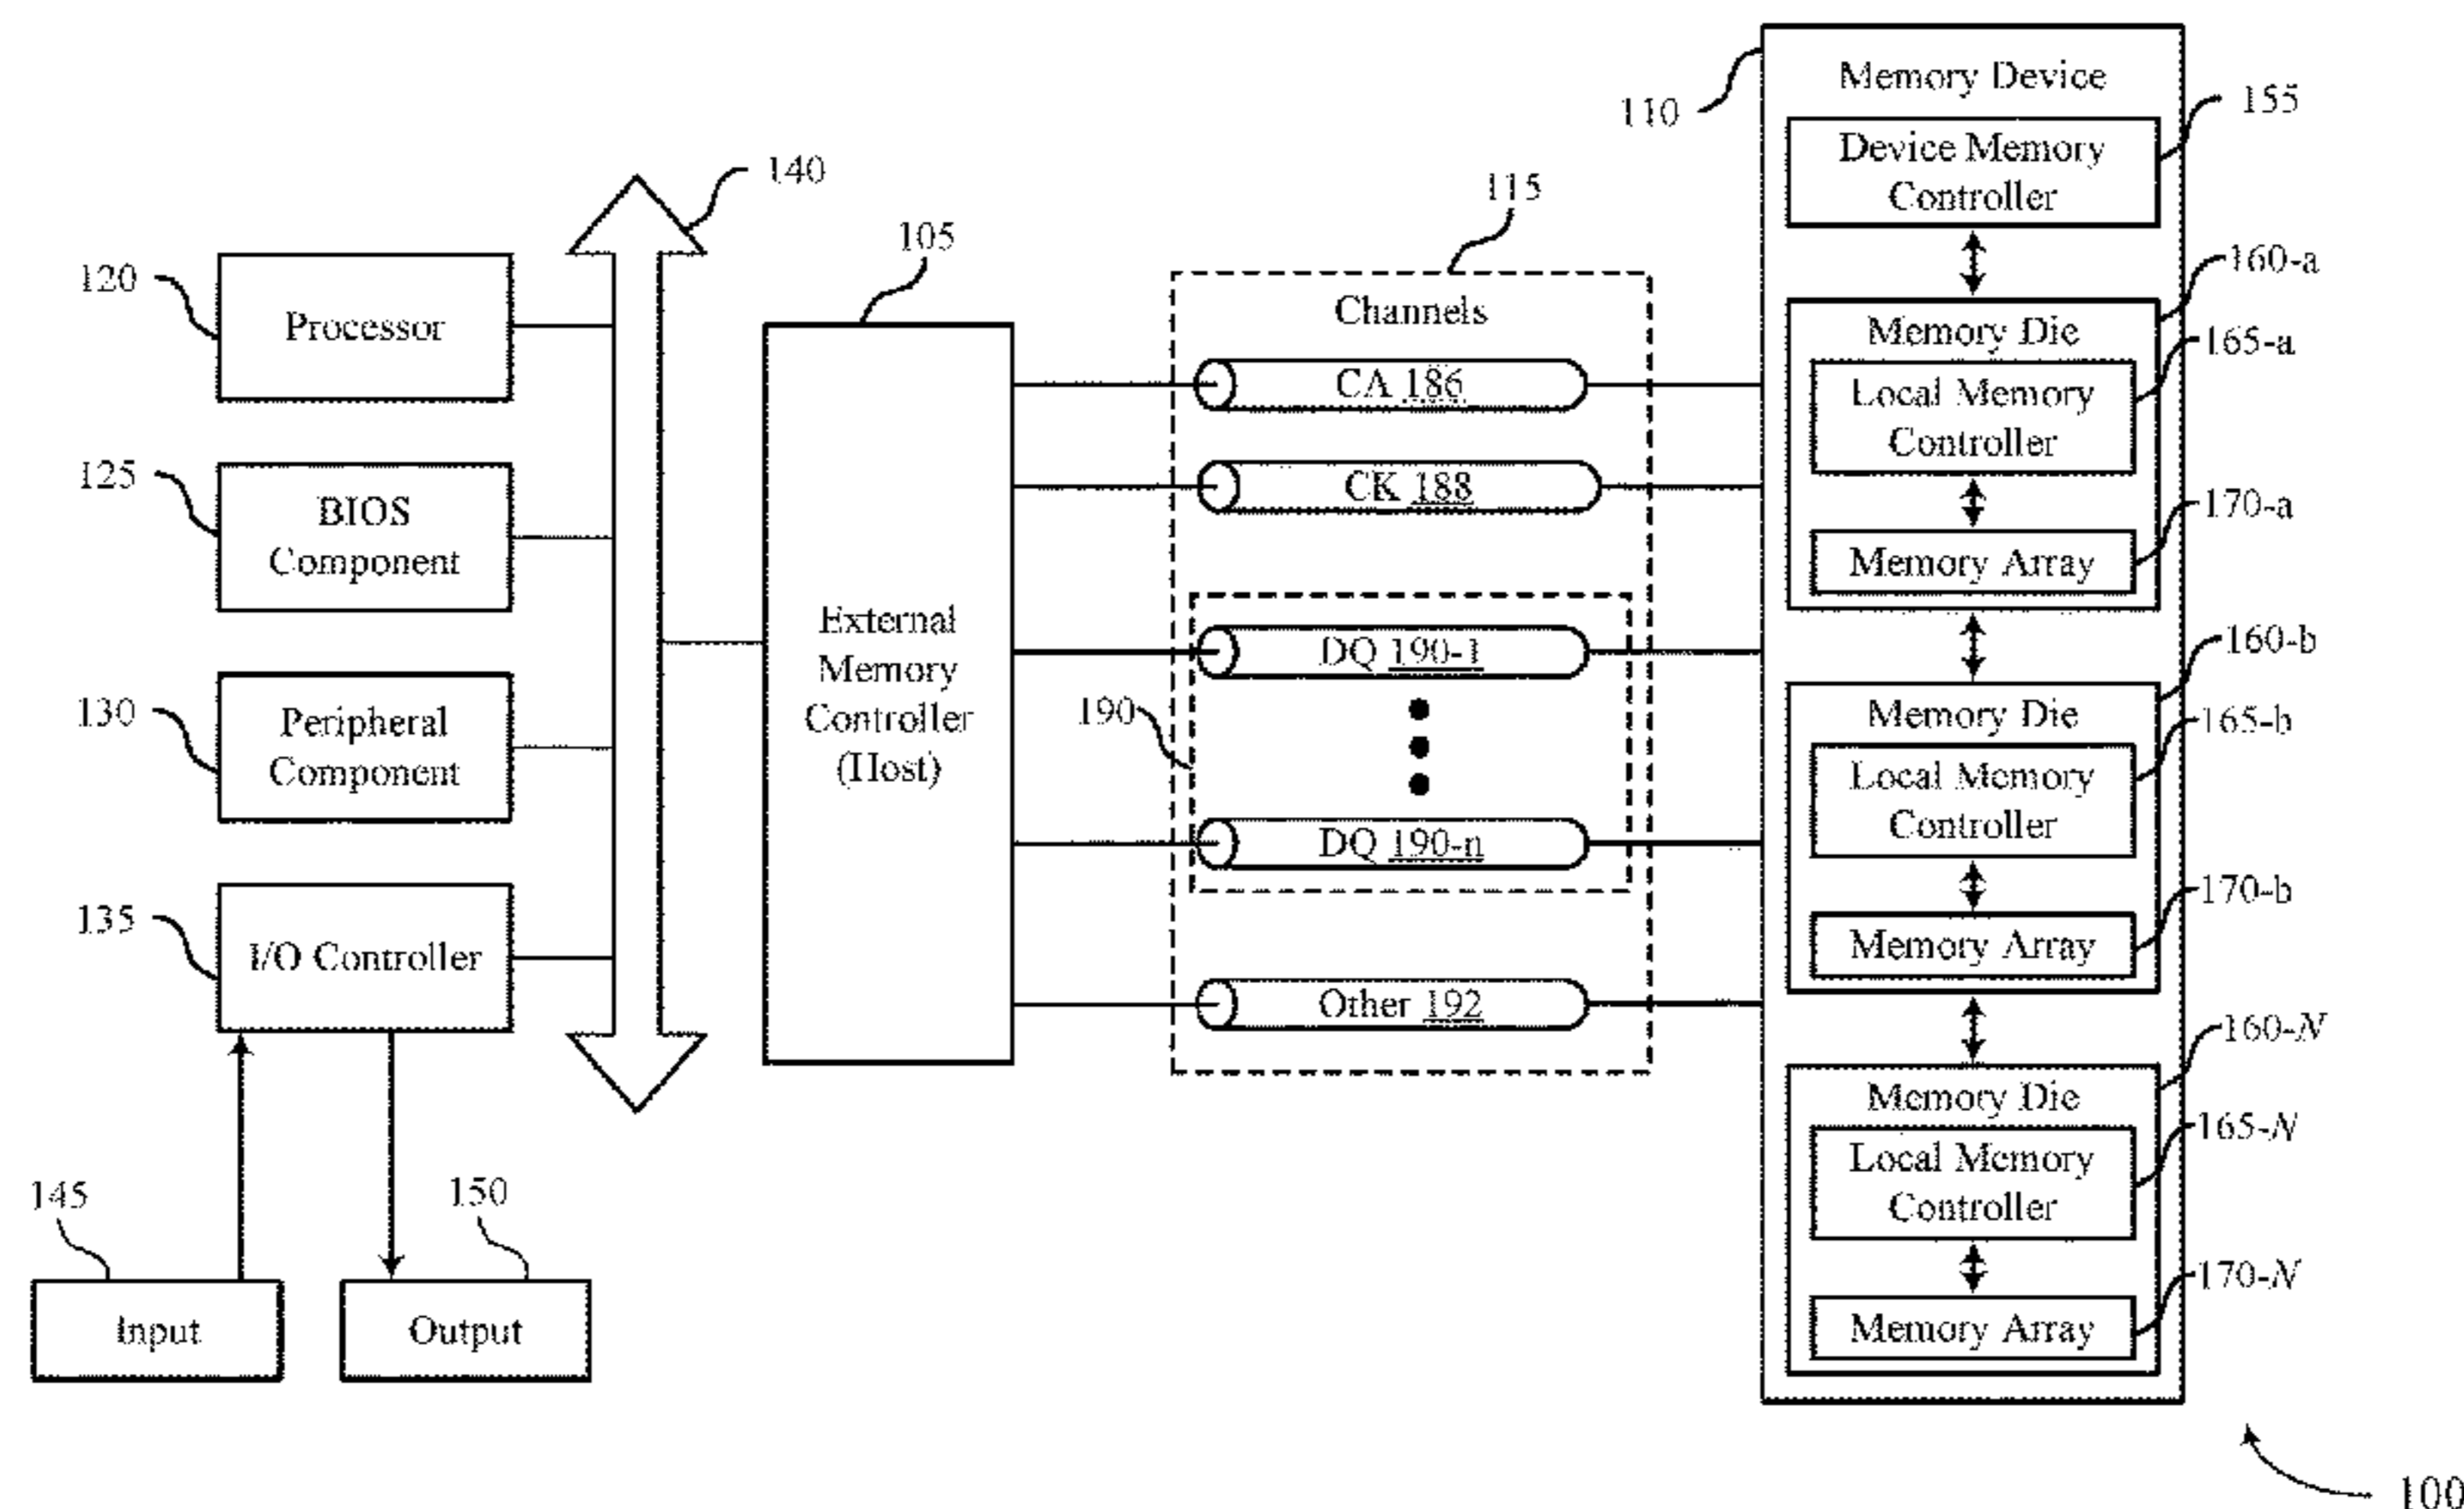 Memory Device
110
155
Device Memory
Controller
140
115
105
160-a
120
Processor
Channels
Memory Die
165-a
CA 186
Local Memory
Controller
125
BIOS
Component
CK 188
170-a
Memory Array
External
Memory
Controller
(Host)
DQ 190-1
160-b
130
Peripheral
Component
190
Memory Die
165-b
Local Memory
Controller
DQ 190-n
135
I/O Controller
170-b
Memory Array
Other 192
160-N
Memory Die
165-N
Local Memory
Controller
145
150
170-N
Input
Output
Memory Array
100